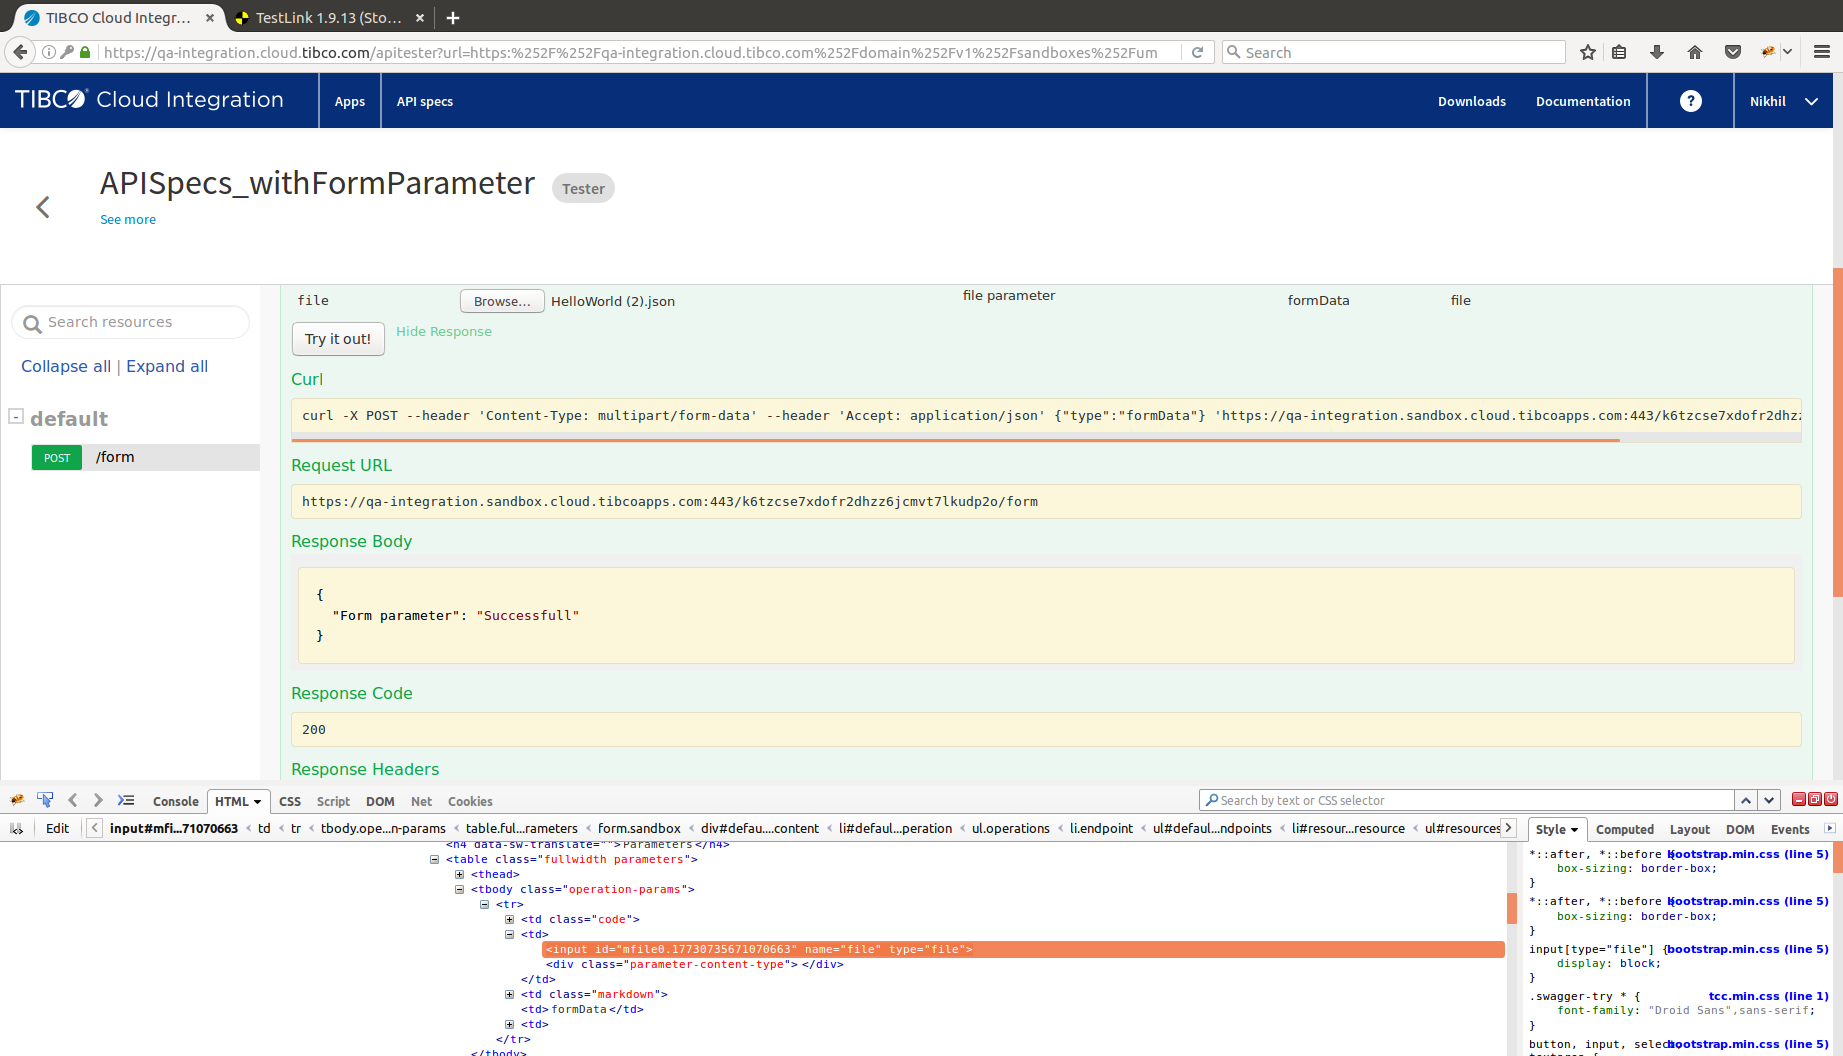 TIBCO Cloud Integr...
TestLink 1.9.13 (Sto...
https://qa-integration.cloud.tibco.com/apitester?url=https:%252F%252Fqa-integration.cloud.tibco.com%252Fdomain%252Fv1%252Fsandboxes%252Fum
Search
TIBCO Cloud Integration
Apps
API specs
Downloads
Documentation
?
Nikhil
APISpecs_withFormParameter
Tester
See more
Search resources
Collapse all | Expand all
default
POST /form
file
Browse... HelloWorld (2).json
file parameter
formData
file
Try it out!
Hide Response
Curl
curl -X POST --header 'Content-Type: multipart/form-data' --header 'Accept: application/json' {"type":"formData"} 'https://qa-integration.sandbox.cloud.tibcoapps.com:443/k6tzcse7xdofr2dhzz
Request URL
https://qa-integration.sandbox.cloud.tibcoapps.com:443/k6tzcse7xdofr2dhzz6jcmvt7lkudp2o/form
Response Body
{
"Form parameter": "Successfull"
}
Response Code
200
Response Headers
Console HTML CSS Script DOM Net Cookies
Search by text or CSS selector
Edit
input#mfi...71070663 td tr tbody.ope...n-params table.ful...rameters form.sandbox div#defau....content li#defaul...peration ul.operations li.endpoint ul#defaul...ndpoints li#resour...resource ul#resources
Style Computed Layout DOM Events
<h4 data-sw-translate="">Parameters</h4>
<table class="fullwidth parameters">
<thead>
<tbody class="operation-params">
<tr>
<td class="code">
<td>
<input id="mfile0.17730735671070663" name="file" type="file">
<div class="parameter-content-type"> </div>
</td>
<td class="markdown">
<td>formData</td>
<td>
</tr>
</tbody>
*::after, *::before { bootstrap.min.css (line 5)
box-sizing: border-box;
}
*::after, *::before { bootstrap.min.css (line 5)
box-sizing: border-box;
}
input[type="file"] { bootstrap.min.css (line 5)
display: block;
}
.swagger-try * { tcc.min.css (line 1)
font-family: "Droid Sans",sans-serif;
}
button, input, select, bootstrap.min.css (line 5)
textarea {